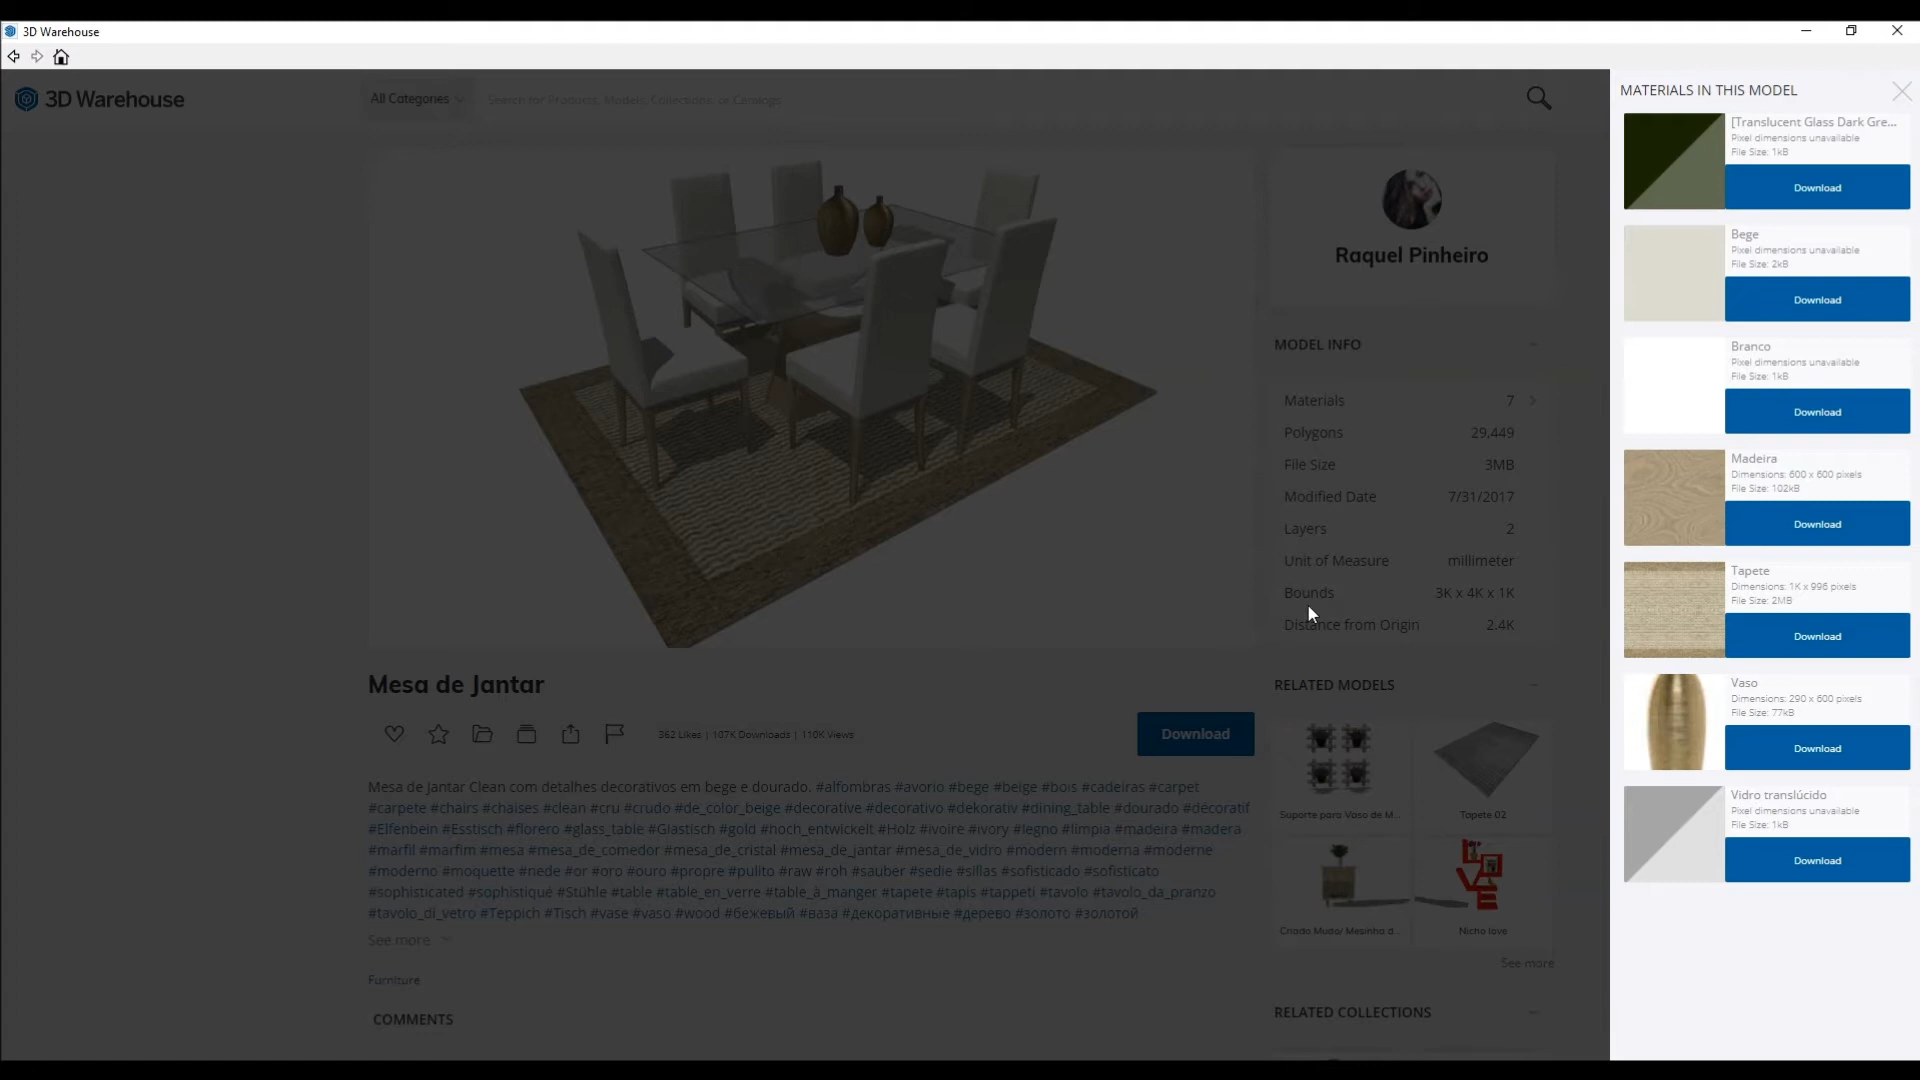 3D Warehouse
3D Warehouse
All Categories
Search for Products, Models, Collections, or Catalogs
Raquel Pinheiro
MODEL INFO
Materials 7
Polygons 29,449
File Size 3MB
Modified Date 7/31/2017
Layers 2
Unit of Measure millimeter
Bounds 3K x 4K x 1K
Distance from Origin 2.4K
Mesa de Jantar
362 Likes | 107K Downloads | 110K Views
Download
Mesa de Jantar Clean com detalhes decorativos em bege e dourado. #alfombras #avorio #bege #beige #bois #cadeiras #carpet
#carpete #chairs #chaises #clean #cru #crudo #de_color_beige #decorative #decorativo #dekorativ #dining_table #dourado #décoratif
#Elfenbein #Esstisch #florero #glass_table #Glastisch #gold #hoch_entwickelt #Holz #ivoire #ivory #legno #limpia #madeira #madera
#marfil #marfim #mesa #mesa_de_comedor #mesa_de_cristal #mesa_de_jantar #mesa_de_vidro #modern #moderna #moderne
#moderno #moquette #nede #or #oro #ouro #propre #pulito #raw #roh #sauber #sedie #sillas #sofisticado #sofisticato
#sophisticated #sophistiqué #Stühle #table #table_en_verre #table_à_manger #tapete #tapis #tappeti #tavolo #tavolo_da_pranzo
#tavolo_di_vetro #Teppich #Tisch #vase #vaso #wood #бежевый #ваза #декоративные #дерево #золото #золотой
See more
Furniture
COMMENTS
RELATED MODELS
Suporte para Vaso de M...
Tapete 02
Criado Mudo/ Mesinha d...
Nicho love
See more
RELATED COLLECTIONS
MATERIALS IN THIS MODEL
[Translucent Glass Dark Gre...
Pixel dimensions unavailable
File Size: 1kB
Download
Bege
Pixel dimensions unavailable
File Size: 2kB
Download
Branco
Pixel dimensions unavailable
File Size: 1kB
Download
Madeira
Dimensions: 600 x 600 pixels
File Size: 102kB
Download
Tapete
Dimensions: 1K x 996 pixels
File Size: 2MB
Download
Vaso
Dimensions: 290 x 600 pixels
File Size: 77kB
Download
Vidro translúcido
Pixel dimensions unavailable
File Size: 1kB
Download